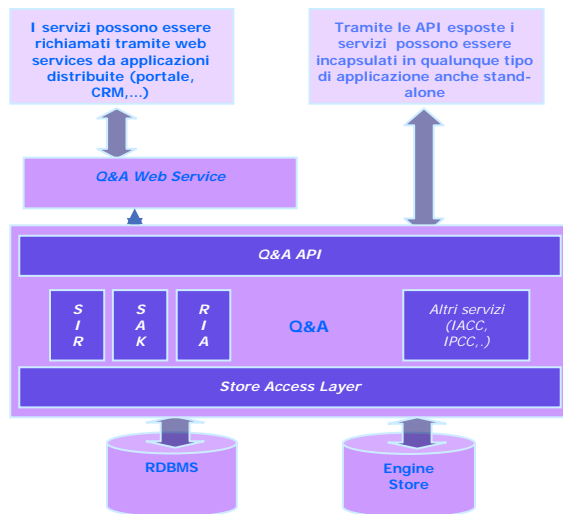 I servizi possono essere
richiamati tramite web
services da applicazioni
distribuite (portale,
CRM,...)
Tramite le API esposte i
servizi possono essere
incapsulati in qualunque tipo
di applicazione anche stand-
alone
Q&A Web Service
Q&A API
S
I
R
S
A
K
R
I
A
Q&A
Altri servizi
(IACC,
IPCC,.)
Store Access Layer
RDBMS
Engine
Store